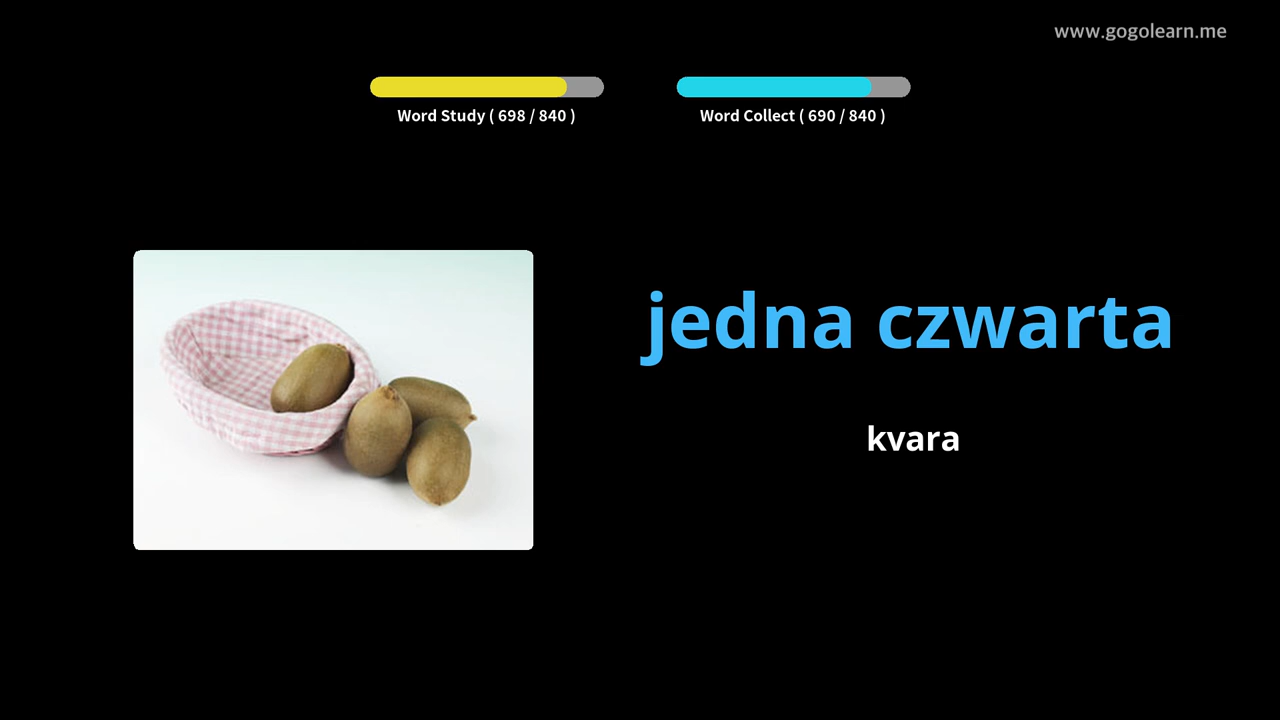 www.gogolearn.me
Word Study ( 698 / 840 )
Word Collect ( 690 / 840 )
jedna czwarta
kvara